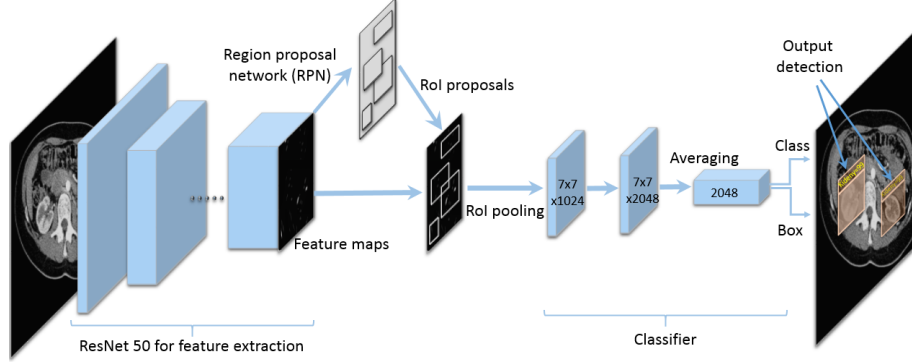 Region proposal
network (RPN)
RoI proposals
Output
detection
Averaging
Class
7x7
x1024
7x7
x2048
2048
RoI pooling
Feature maps
Box
ResNet 50 for feature extraction
Classifier